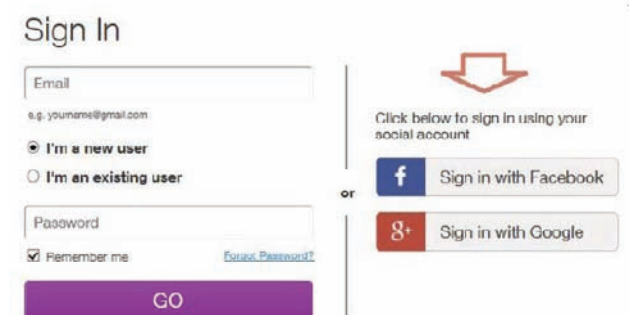 Sign In
Email
e.g. yourname@gmail.com
I'm a new user
I'm an existing user
Password
Remember me
Forgot Password?
GO
or
Click below to sign in using your
social account
f
Sign in with Facebook
8+
Sign in with Google